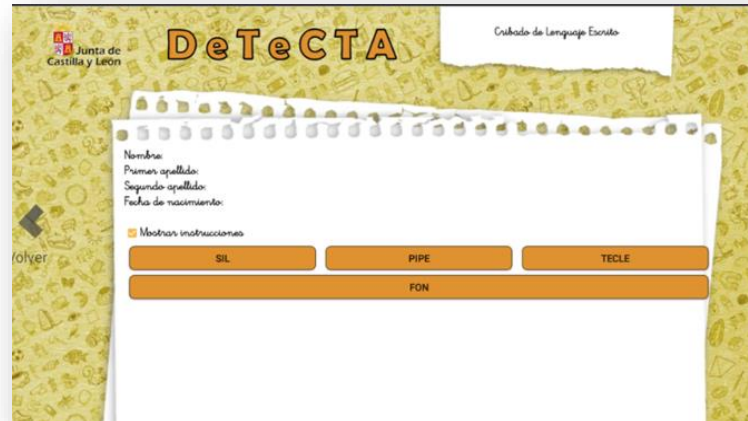 Junta de
Castilla y León
DeTeCTA
Cribado de Lenguaje Escrito
Nombre:
Primer apellido:
Segundo apellido:
Fecha de nacimiento:
Mostrar instrucciones
Volver
SIL
PIPE
TECLE
FON